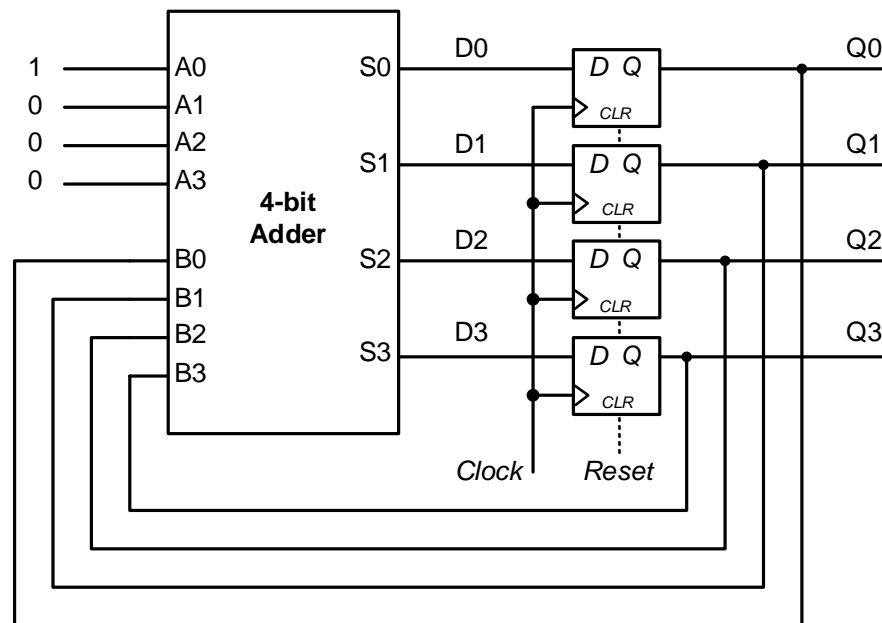 D0 Q0
1 A0 S0 D Q
0 A1 CLR
0 A2 D1 Q1
0 A3 S1 D Q
4-bit CLR
Adder
D2 Q2
B0 S2 D Q
B1 CLR
B2 D3 Q3
B3 S3 D Q
CLR
Clock Reset